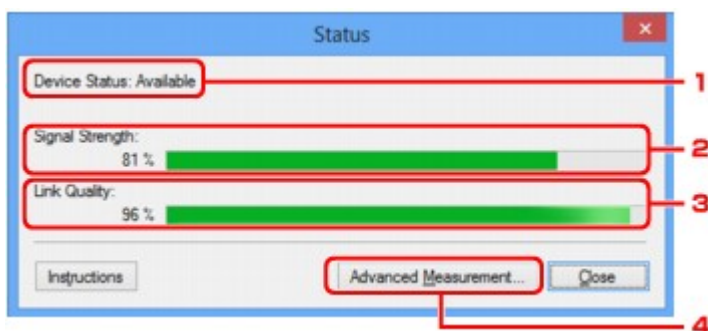 Status
Device Status: Available
1
Signal Strength:
81 %
2
Link Quality:
96 %
3
Instructions
Advanced Measurement...
Close
4